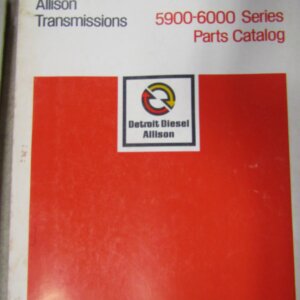 Allison
Transmissions
5900-6000 Series
Parts Catalog
Detroit Diesel
Allison